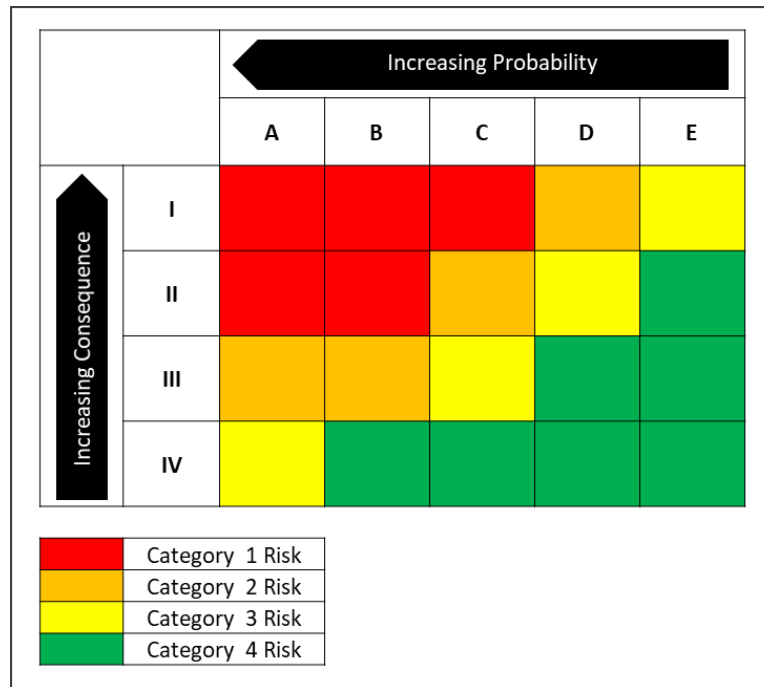 Increasing Probability
A B C D E
Increasing Consequence
I
II
III
IV
Category 1 Risk
Category 2 Risk
Category 3 Risk
Category 4 Risk